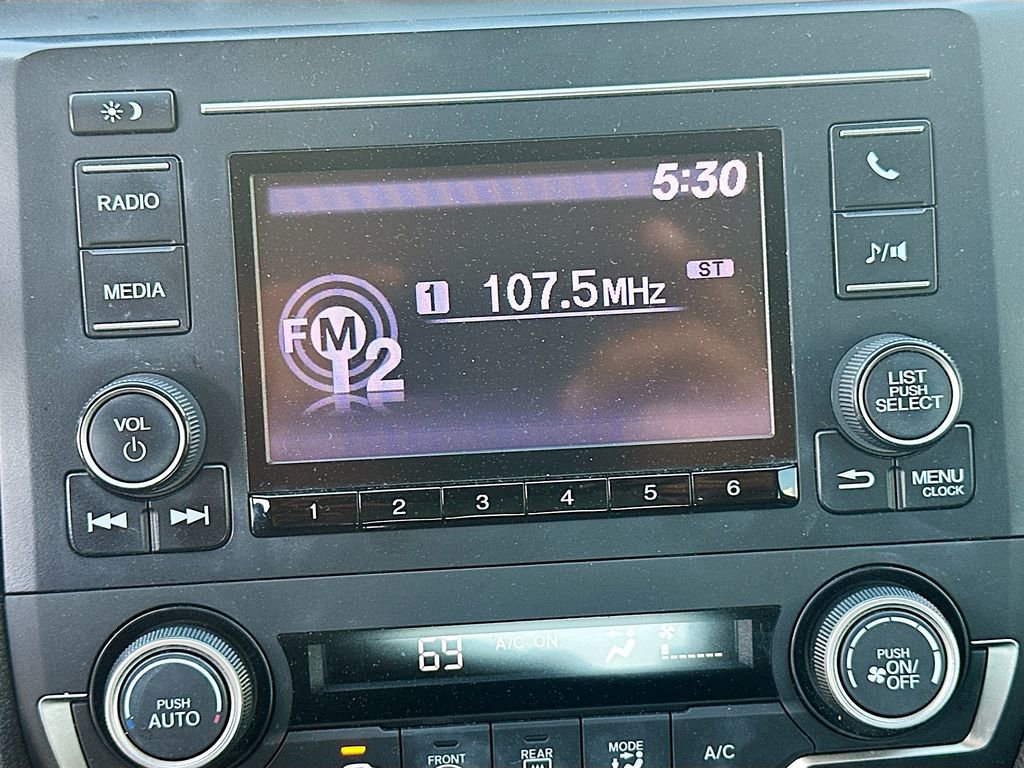 5:30
RADIO
ST
1 107.5MHz
MEDIA
FM
2
LIST
PUSH
SELECT
VOL
MENU
CLOCK
1 2 3 4 5 6
69 A/C ON
PUSH
AUTO
PUSH
ON/
OFF
FRONT
REAR
MODE
A/C